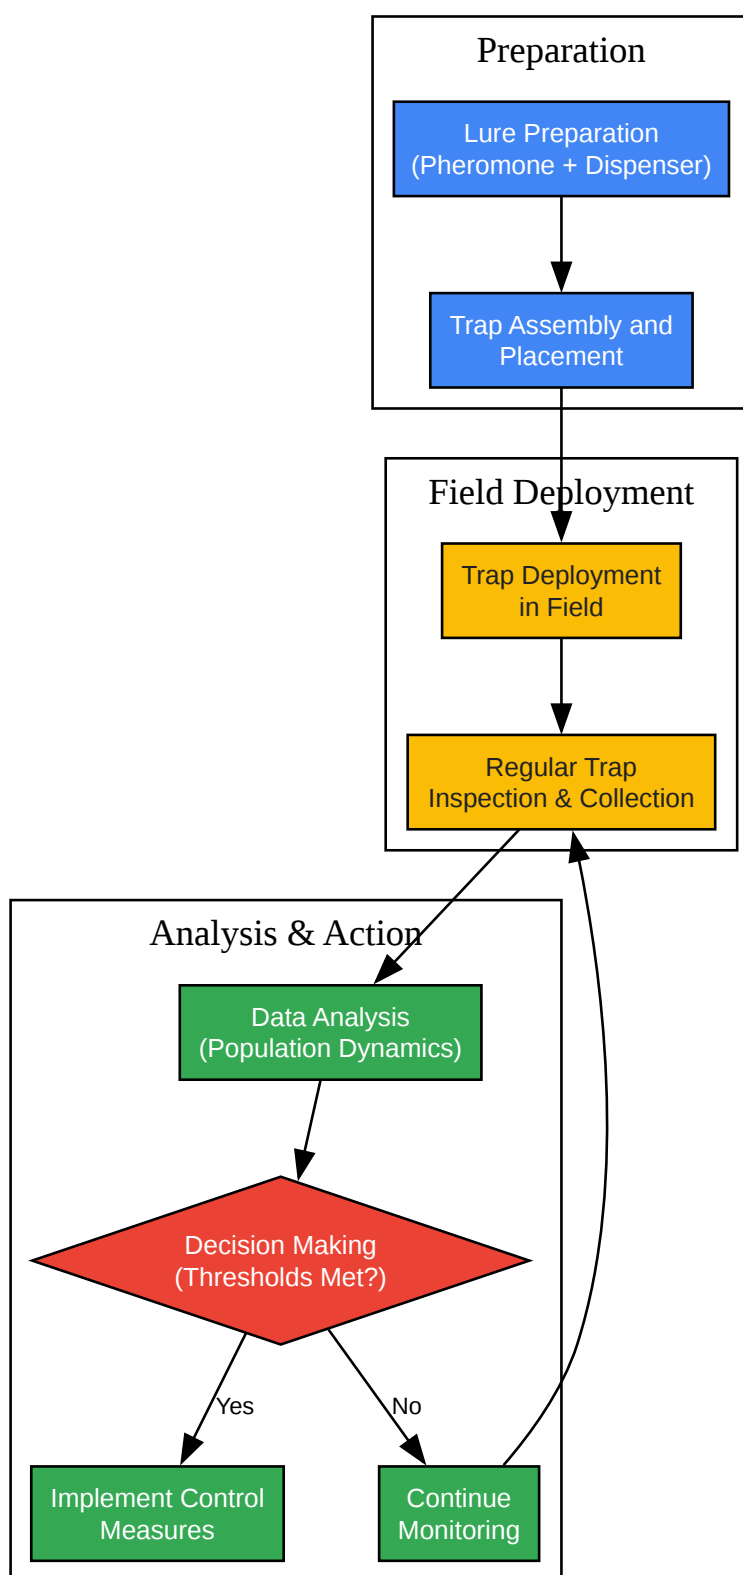 Preparation
Lure Preparation
(Pheromone + Dispenser)
Trap Assembly and
Placement
Field Deployment
Trap Deployment
in Field
Regular Trap
Inspection & Collection
Analysis & Action
Data Analysis
(Population Dynamics)
Decision Making
(Thresholds Met?)
Yes
No
Implement Control
Measures
Continue
Monitoring